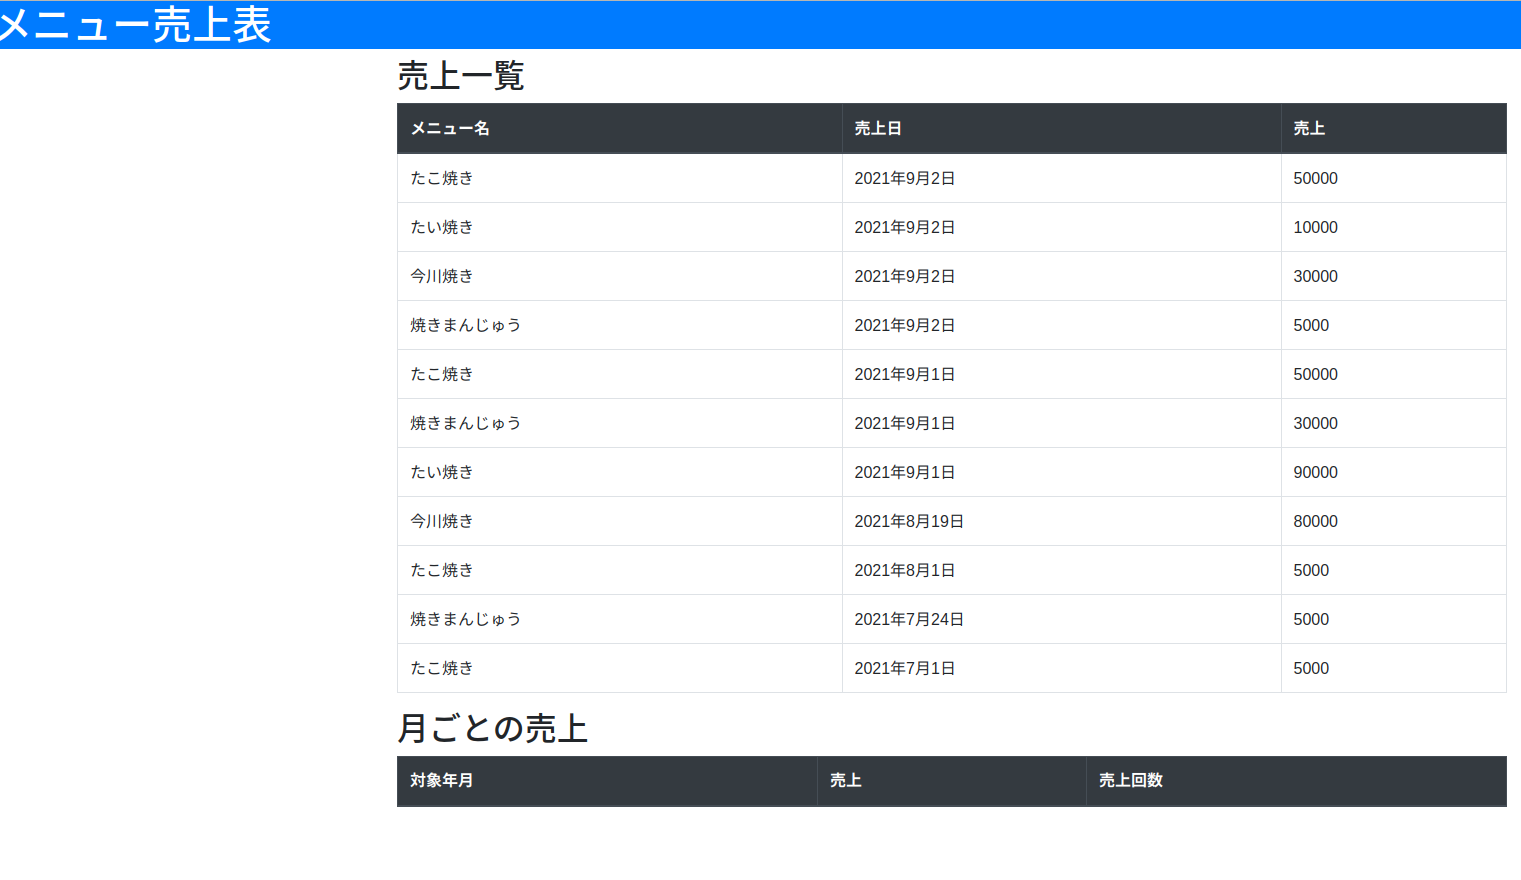 メニュー売上表
売上一覧
メニュー名 売上日 売上
たこ焼き 2021年9月2日 50000
たい焼き 2021年9月2日 10000
今川焼き 2021年9月2日 30000
焼きまんじゅう 2021年9月2日 5000
たこ焼き 2021年9月1日 50000
焼きまんじゅう 2021年9月1日 30000
たい焼き 2021年9月1日 90000
今川焼き 2021年8月19日 80000
たこ焼き 2021年8月1日 5000
焼きまんじゅう 2021年7月24日 5000
たこ焼き 2021年7月1日 5000
月ごとの売上
対象年月 売上 売上回数